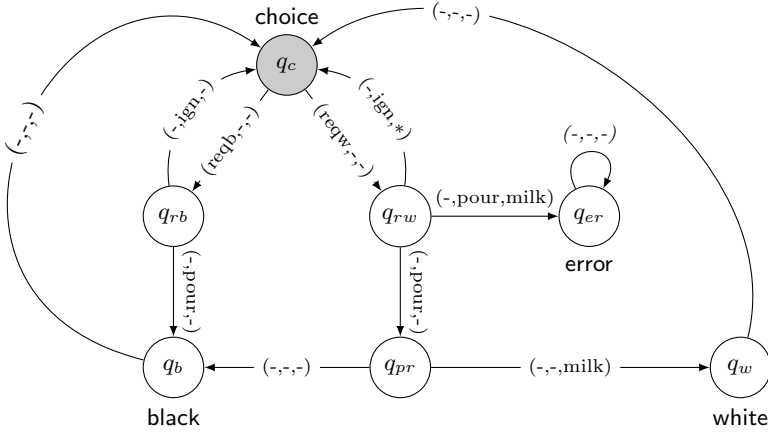 choice
(-,-,-)
q_c
(-,ign,-)
(-,ign,*)
(-,-,-)
(reqb,-,-)
(reqw,-,-)
(-,-,-)
q_rb
q_rw
(-,pour,milk)
q_er
error
(-,pour,-)
(-,pour,-)
q_b
(-,-,-)
q_pr
(-,-,milk)
q_w
black
white